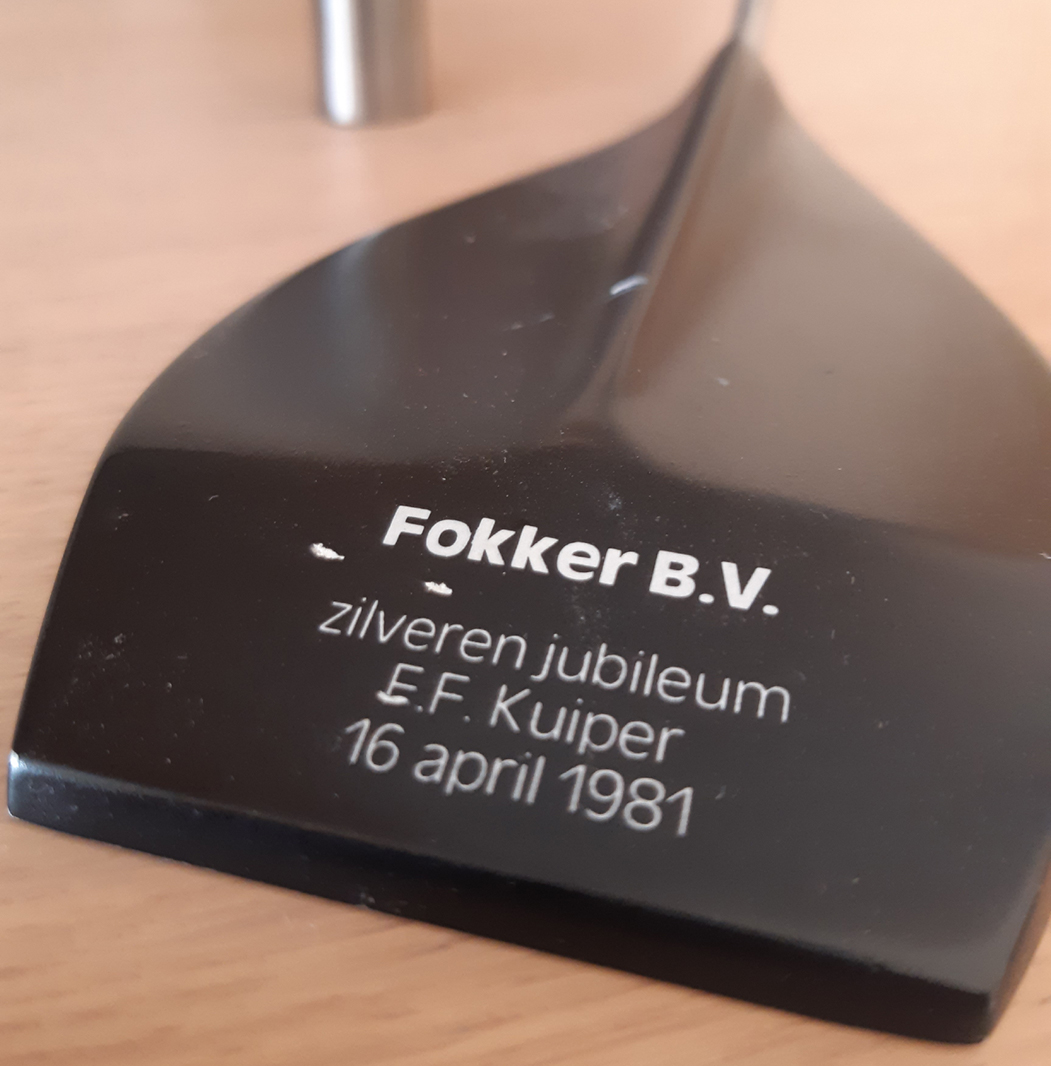 Fokker B.V.
zilveren jubileum
E.F. Kuiper
16 april 1981